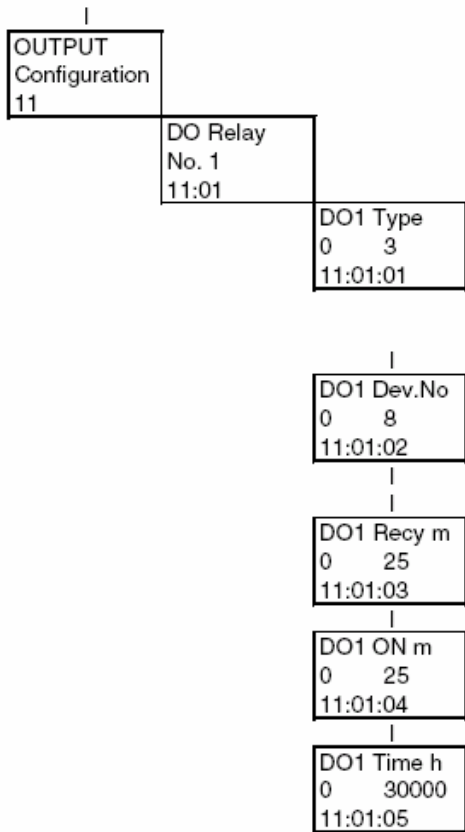 OUTPUT
Configuration
11
DO Relay
No. 1
11:01
DO1 Type
0 3
11:01:01
DO1 Dev.No
0 8
11:01:02
DO1 Recy m
0 25
11:01:03
DO1 ON m
0 25
11:01:04
DO1 Time h
0 30000
11:01:05